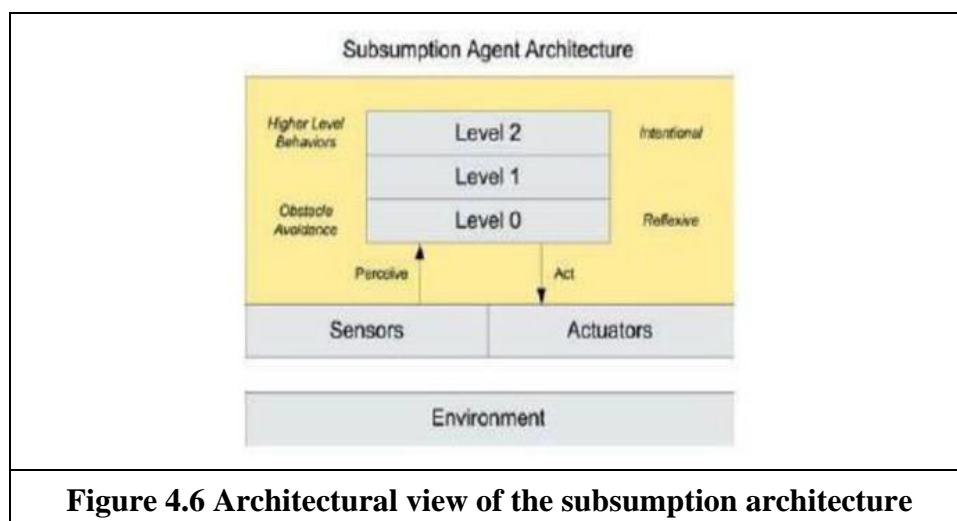 Subsumption Agent Architecture
Higher Level
Behaviors
Level 2
Intentional
Level 1
Obstacle
Avoidance
Level 0
Reflexive
Perceive
Act
Sensors
Actuators
Environment
Figure 4.6 Architectural view of the subsumption architecture